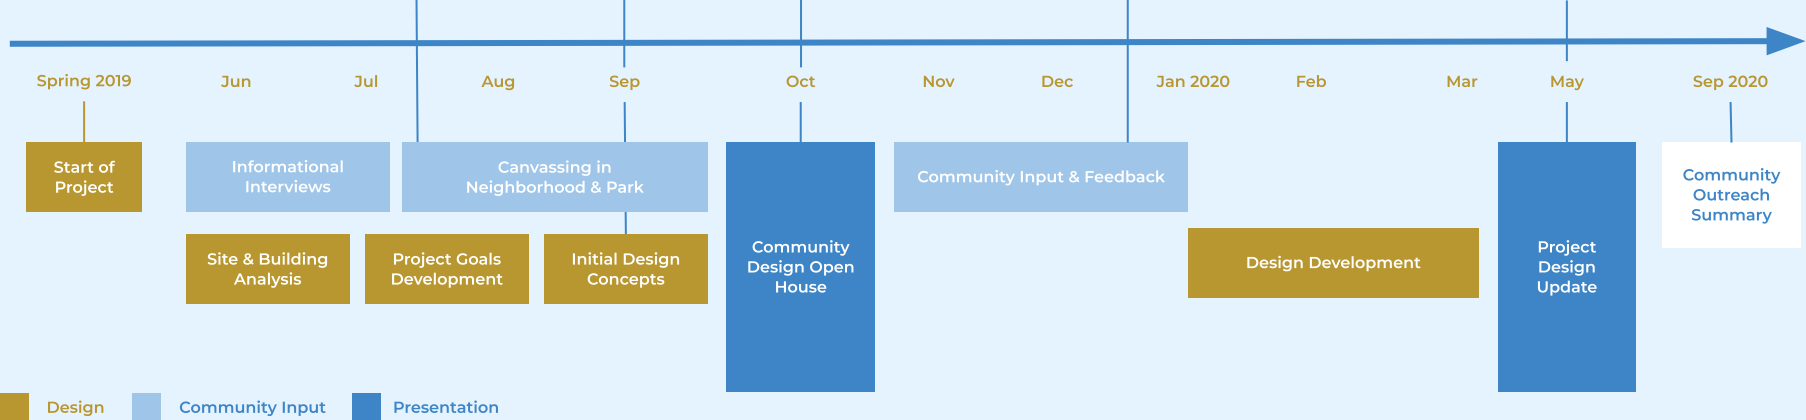 Spring 2019
Jun
Jul
Aug
Sep
Oct
Nov
Dec
Jan 2020
Feb
Mar
May
Sep 2020
Start of
Project
Informational
Interviews
Canvassing in
Neighborhood & Park
Community Input & Feedback
Community
Outreach
Summary
Site & Building
Analysis
Project Goals
Development
Initial Design
Concepts
Community
Design Open
House
Design Development
Project
Design
Update
Design
Community Input
Presentation